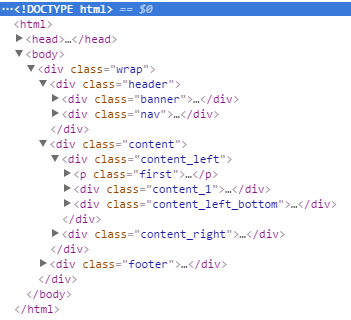 …<!DOCTYPE html> == $0
<html>
▶<head>…</head>
▼<body>
▼<div class="wrap">
▼<div class="header">
▶<div class="banner">…</div>
▶<div class="nav">…</div>
</div>
▼<div class="content">
▼<div class="content_left">
▶<p class="first">…</p>
▶<div class="content_1">…</div>
▶<div class="content_left_bottom">…</div>
</div>
▶<div class="content_right">…</div>
</div>
▶<div class="footer">…</div>
</div>
</body>
</html>